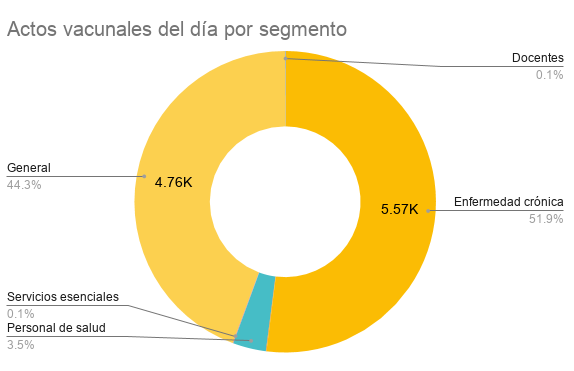 Actos vacunales del día por segmento
Docentes
0.1%
General
44.3%
4.76K
5.57K
Enfermedad crónica
51.9%
Servicios esenciales
0.1%
Personal de salud
3.5%